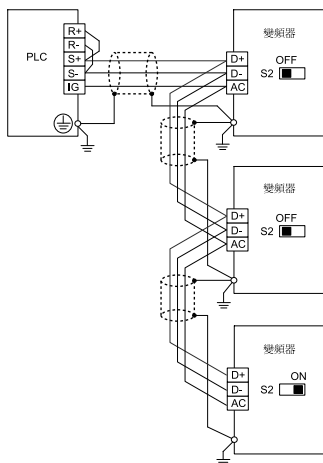 PLC
R+
R-
S+
S-
IG
變頻器
D+
D-
AC
OFF
S2
變頻器
D+
D-
AC
OFF
S2
變頻器
D+
D-
AC
ON
S2